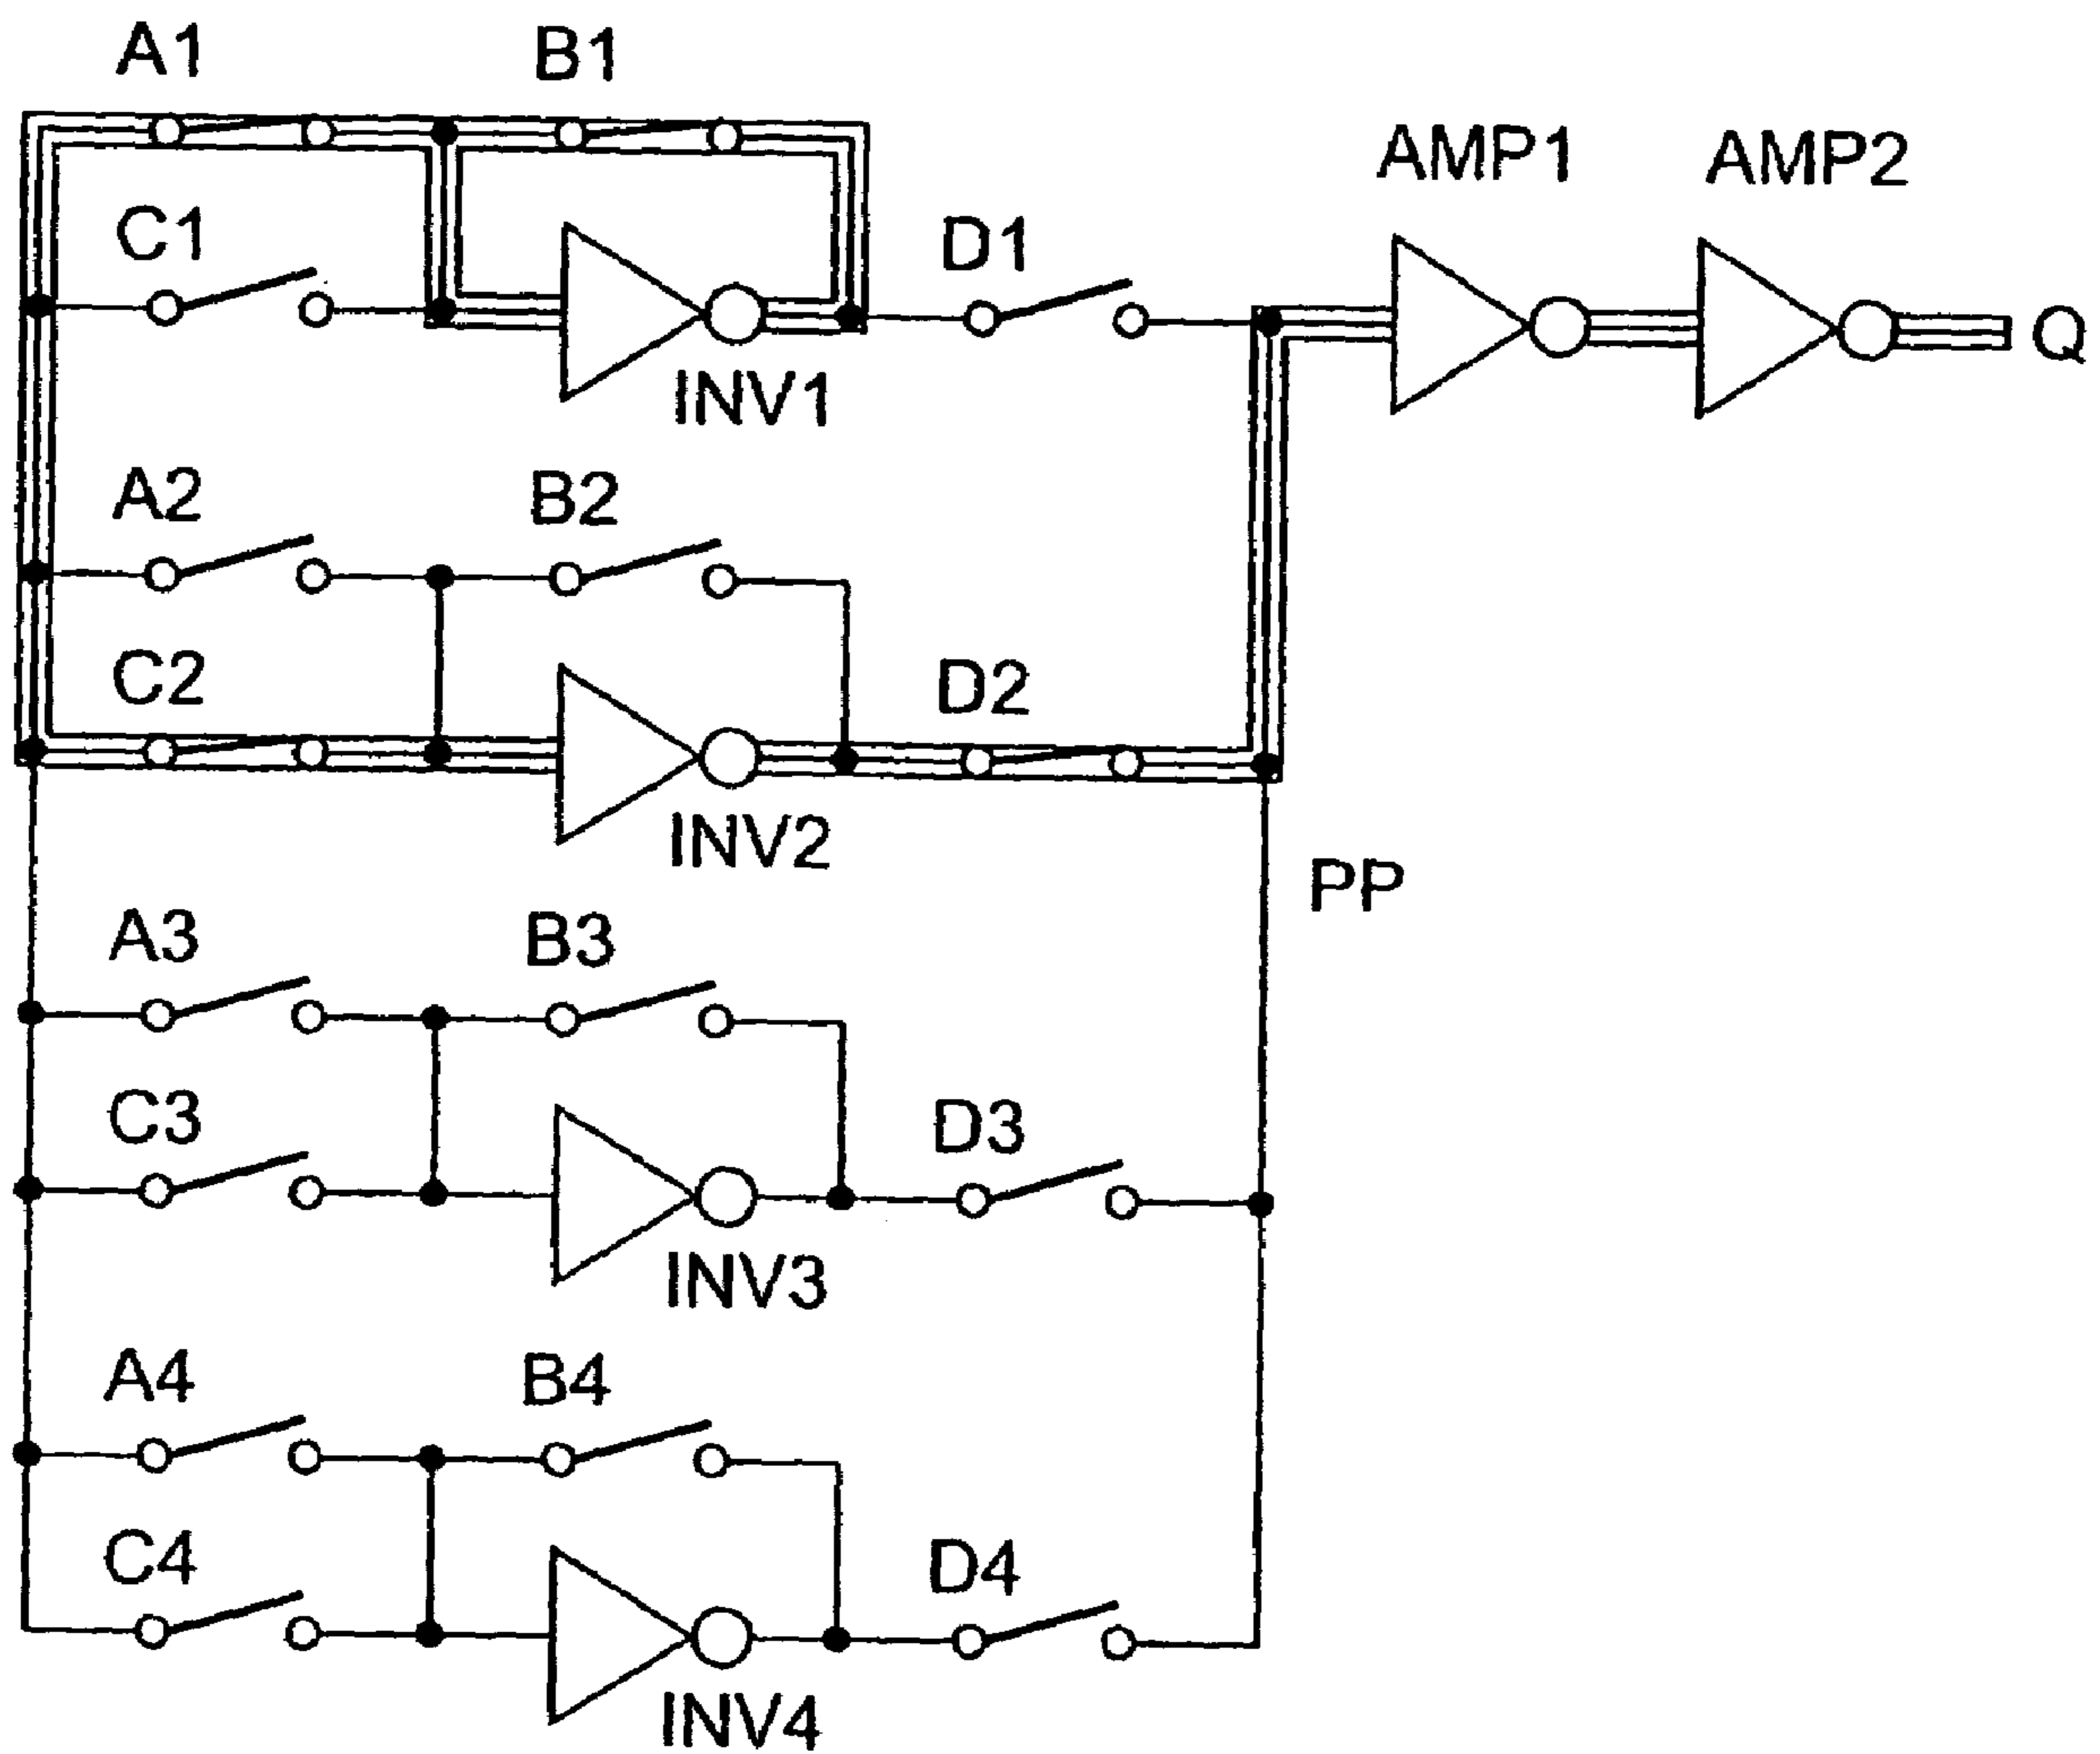 A1
B1
AMP1
AMP2
C1
D1
Q
INV1
A2
B2
C2
D2
INV2
PP
A3
B3
C3
D3
INV3
A4
B4
C4
D4
INV4